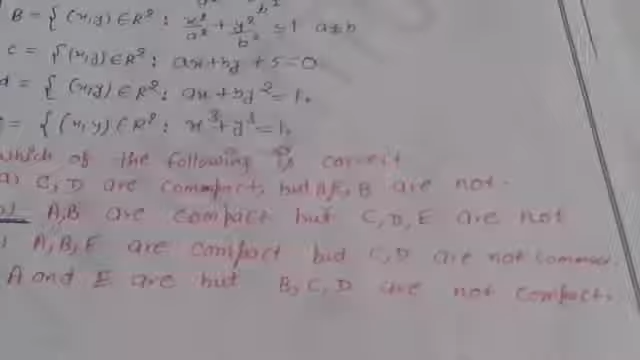 B = { (x,y) ∈ R² : x²/a² + y²/b² = 1 a≠b
C = { (x,y) ∈ R² : ax + by + 5 = 0
d = { (x,y) ∈ R² : ax + by² = 1.
= { (x,y) ∈ R² : x³ + y³ = 1.
which of the following is correct
a) C, D are commpact, but A, E, B are not.
b) A, B are compact but C, D, E are not
) A, B, E are compact but C, D are not
A and E are but B, C, D are not compact.